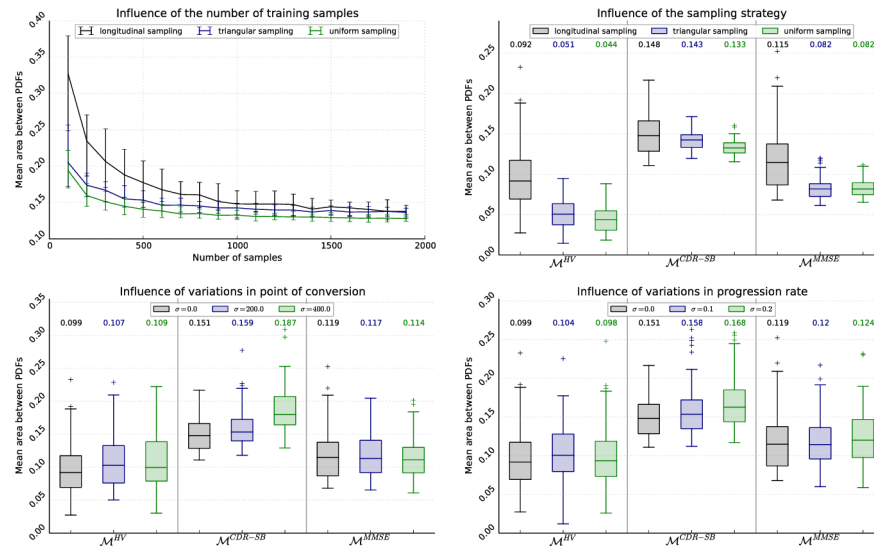 Influence of the number of training samples
longitudinal sampling triangular sampling uniform sampling
Mean area between PDFs
0.40
0.35
0.30
0.25
0.20
0.15
0.10
0 500 1000 1500 2000
Number of samples
Influence of the sampling strategy
longitudinal sampling triangular sampling uniform sampling
0.092 0.051 0.044 0.148 0.143 0.133 0.115 0.082 0.082
Mean area between PDFs
0.25
0.20
0.15
0.10
0.05
0.00
M^HV M^CDR−SB M^MMSE
Influence of variations in point of conversion
σ=0.0 σ=200.0 σ=400.0
0.099 0.107 0.109 0.151 0.159 0.187 0.119 0.117 0.114
Mean area between PDFs
0.35
0.30
0.25
0.20
0.15
0.10
0.05
0.00
M^HV M^CDR−SB M^MMSE
Influence of variations in progression rate
σ=0.0 σ=0.1 σ=0.2
0.099 0.104 0.098 0.151 0.158 0.168 0.119 0.12 0.124
Mean area between PDFs
0.30
0.25
0.20
0.15
0.10
0.05
0.00
M^HV M^CDR−SB M^MMSE